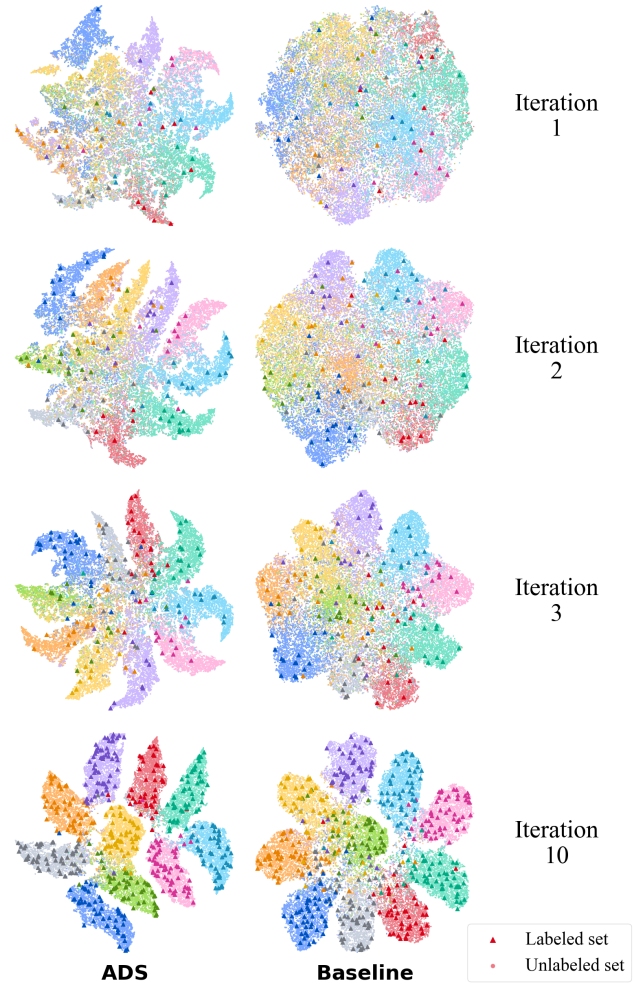 Iteration
1
Iteration
2
Iteration
3
Iteration
10
Labeled set
Unlabeled set
ADS
Baseline